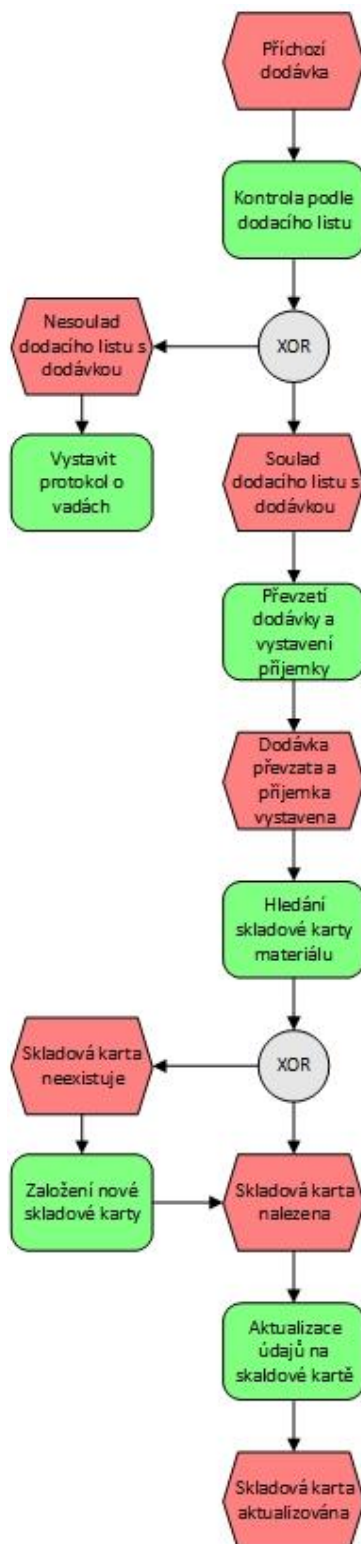 Příchozí
dodávka
Kontrola podle
dodacího listu
XOR
Nesoulad
dodacího listu s
dodávkou
Vystavit
protokol o
vadách
Soulad
dodacího listu s
dodávkou
Převzetí
dodávky a
vystavení
příjemky
Dodávka
převzata a
příjemka
vystavena
Hledání
skladové karty
materiálu
XOR
Skladová karta
neexistuje
Založení nové
skladové karty
Skladová karta
nalezena
Aktualizace
údajů na
skaldové kartě
Skladová karta
aktualizována